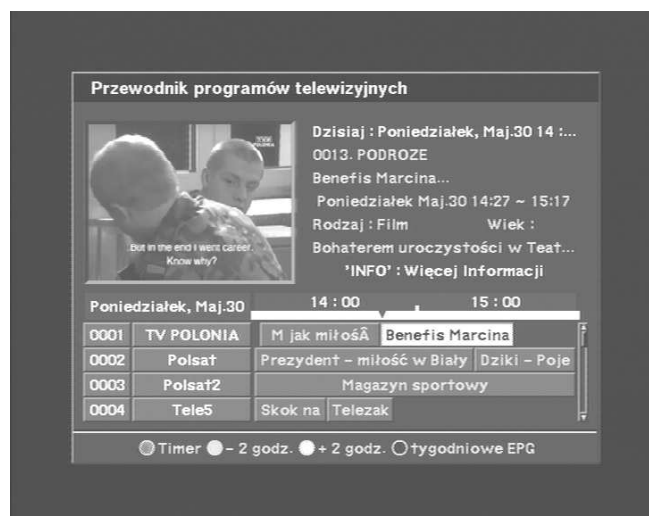 Przewodnik programów telewizyjnych
Dzisiaj : Poniedziałek, Maj.30 14 :...
0013. PODROZE
Benefis Marcina...
Poniedziałek Maj.30 14:27 ~ 15:17
Rodzaj : Film Wiek :
Bohaterem uroczystości w Teat...
'INFO' : Więcej Informacji
But in the end I went career.
Know why?
Poniedziałek, Maj.30 14 : 00 15 : 00
0001 TV POLONIA M jak miłośÂ Benefis Marcina
0002 Polsat Prezydent – miłość w Biały Dziki – Poje
0003 Polsat2 Magazyn sportowy
0004 Tele5 Skok na Telezak
Timer – 2 godz. + 2 godz. tygodniowe EPG